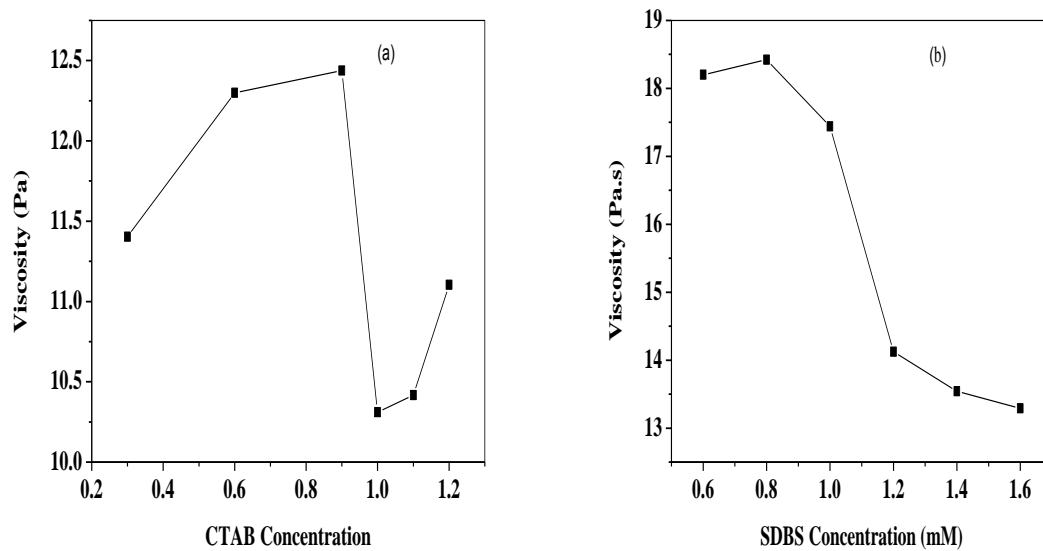 (a)
Viscosity (Pa)
12.5
12.0
11.5
11.0
10.5
10.0
0.2 0.4 0.6 0.8 1.0 1.2
CTAB Concentration
(b)
Viscosity (Pa.s)
19
18
17
16
15
14
13
0.6 0.8 1.0 1.2 1.4 1.6
SDBS Concentration (mM)